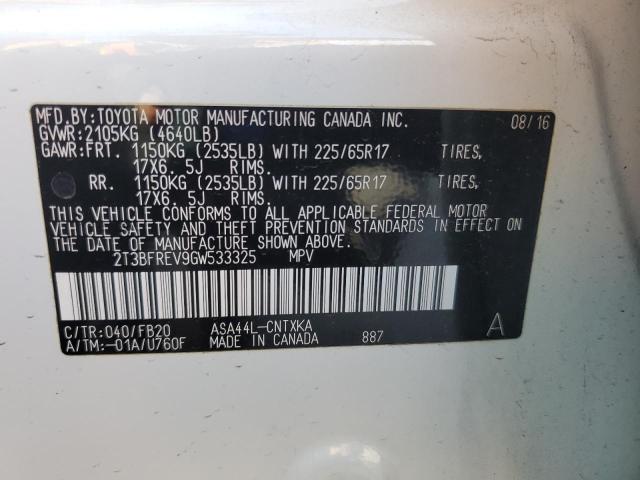 MFD.BY:TOYOTA MOTOR MANUFACTURING CANADA INC. 08/16
GVWR:2105KG (4640LB)
GAWR:FRT. 1150KG (2535LB) WITH 225/65R17 TIRES,
17X6. 5J RIMS.
RR. 1150KG (2535LB) WITH 225/65R17 TIRES,
17X6. 5J RIMS.
THIS VEHICLE CONFORMS TO ALL APPLICABLE FEDERAL MOTOR
VEHICLE SAFETY AND THEFT PREVENTION STANDARDS IN EFFECT ON
THE DATE OF MANUFACTURE SHOWN ABOVE.
2T3BFREV9GW533325 MPV
C/TR:040/FB20 ASA44L-CNTXKA A
A/TM:-01A/U760F MADE IN CANADA 887